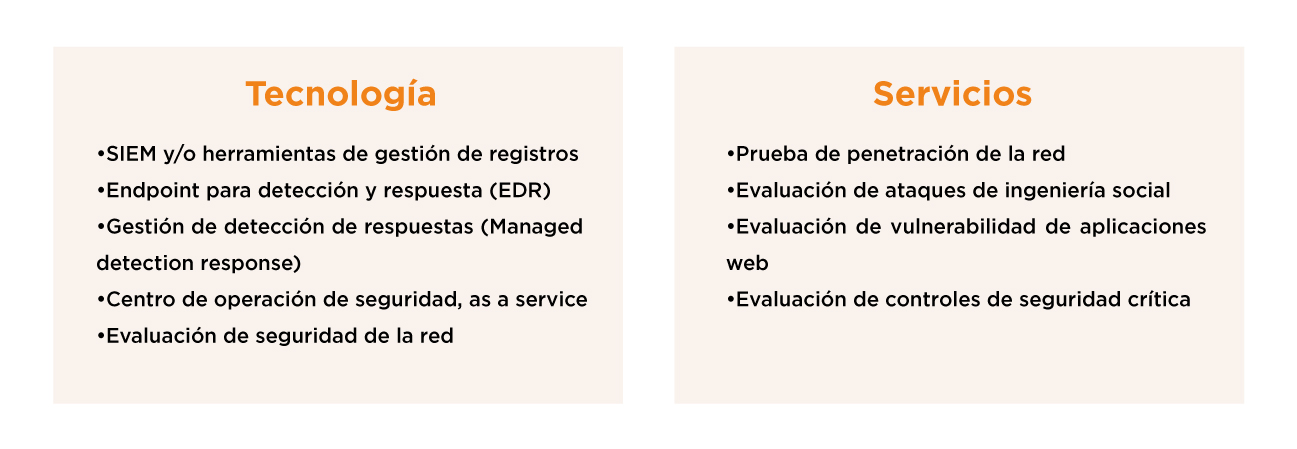 Tecnología
•SIEM y/o herramientas de gestión de registros
•Endpoint para detección y respuesta (EDR)
•Gestión de detección de respuestas (Managed
detection response)
•Centro de operación de seguridad, as a service
•Evaluación de seguridad de la red
Servicios
•Prueba de penetración de la red
•Evaluación de ataques de ingeniería social
•Evaluación de vulnerabilidad de aplicaciones
web
•Evaluación de controles de seguridad crítica